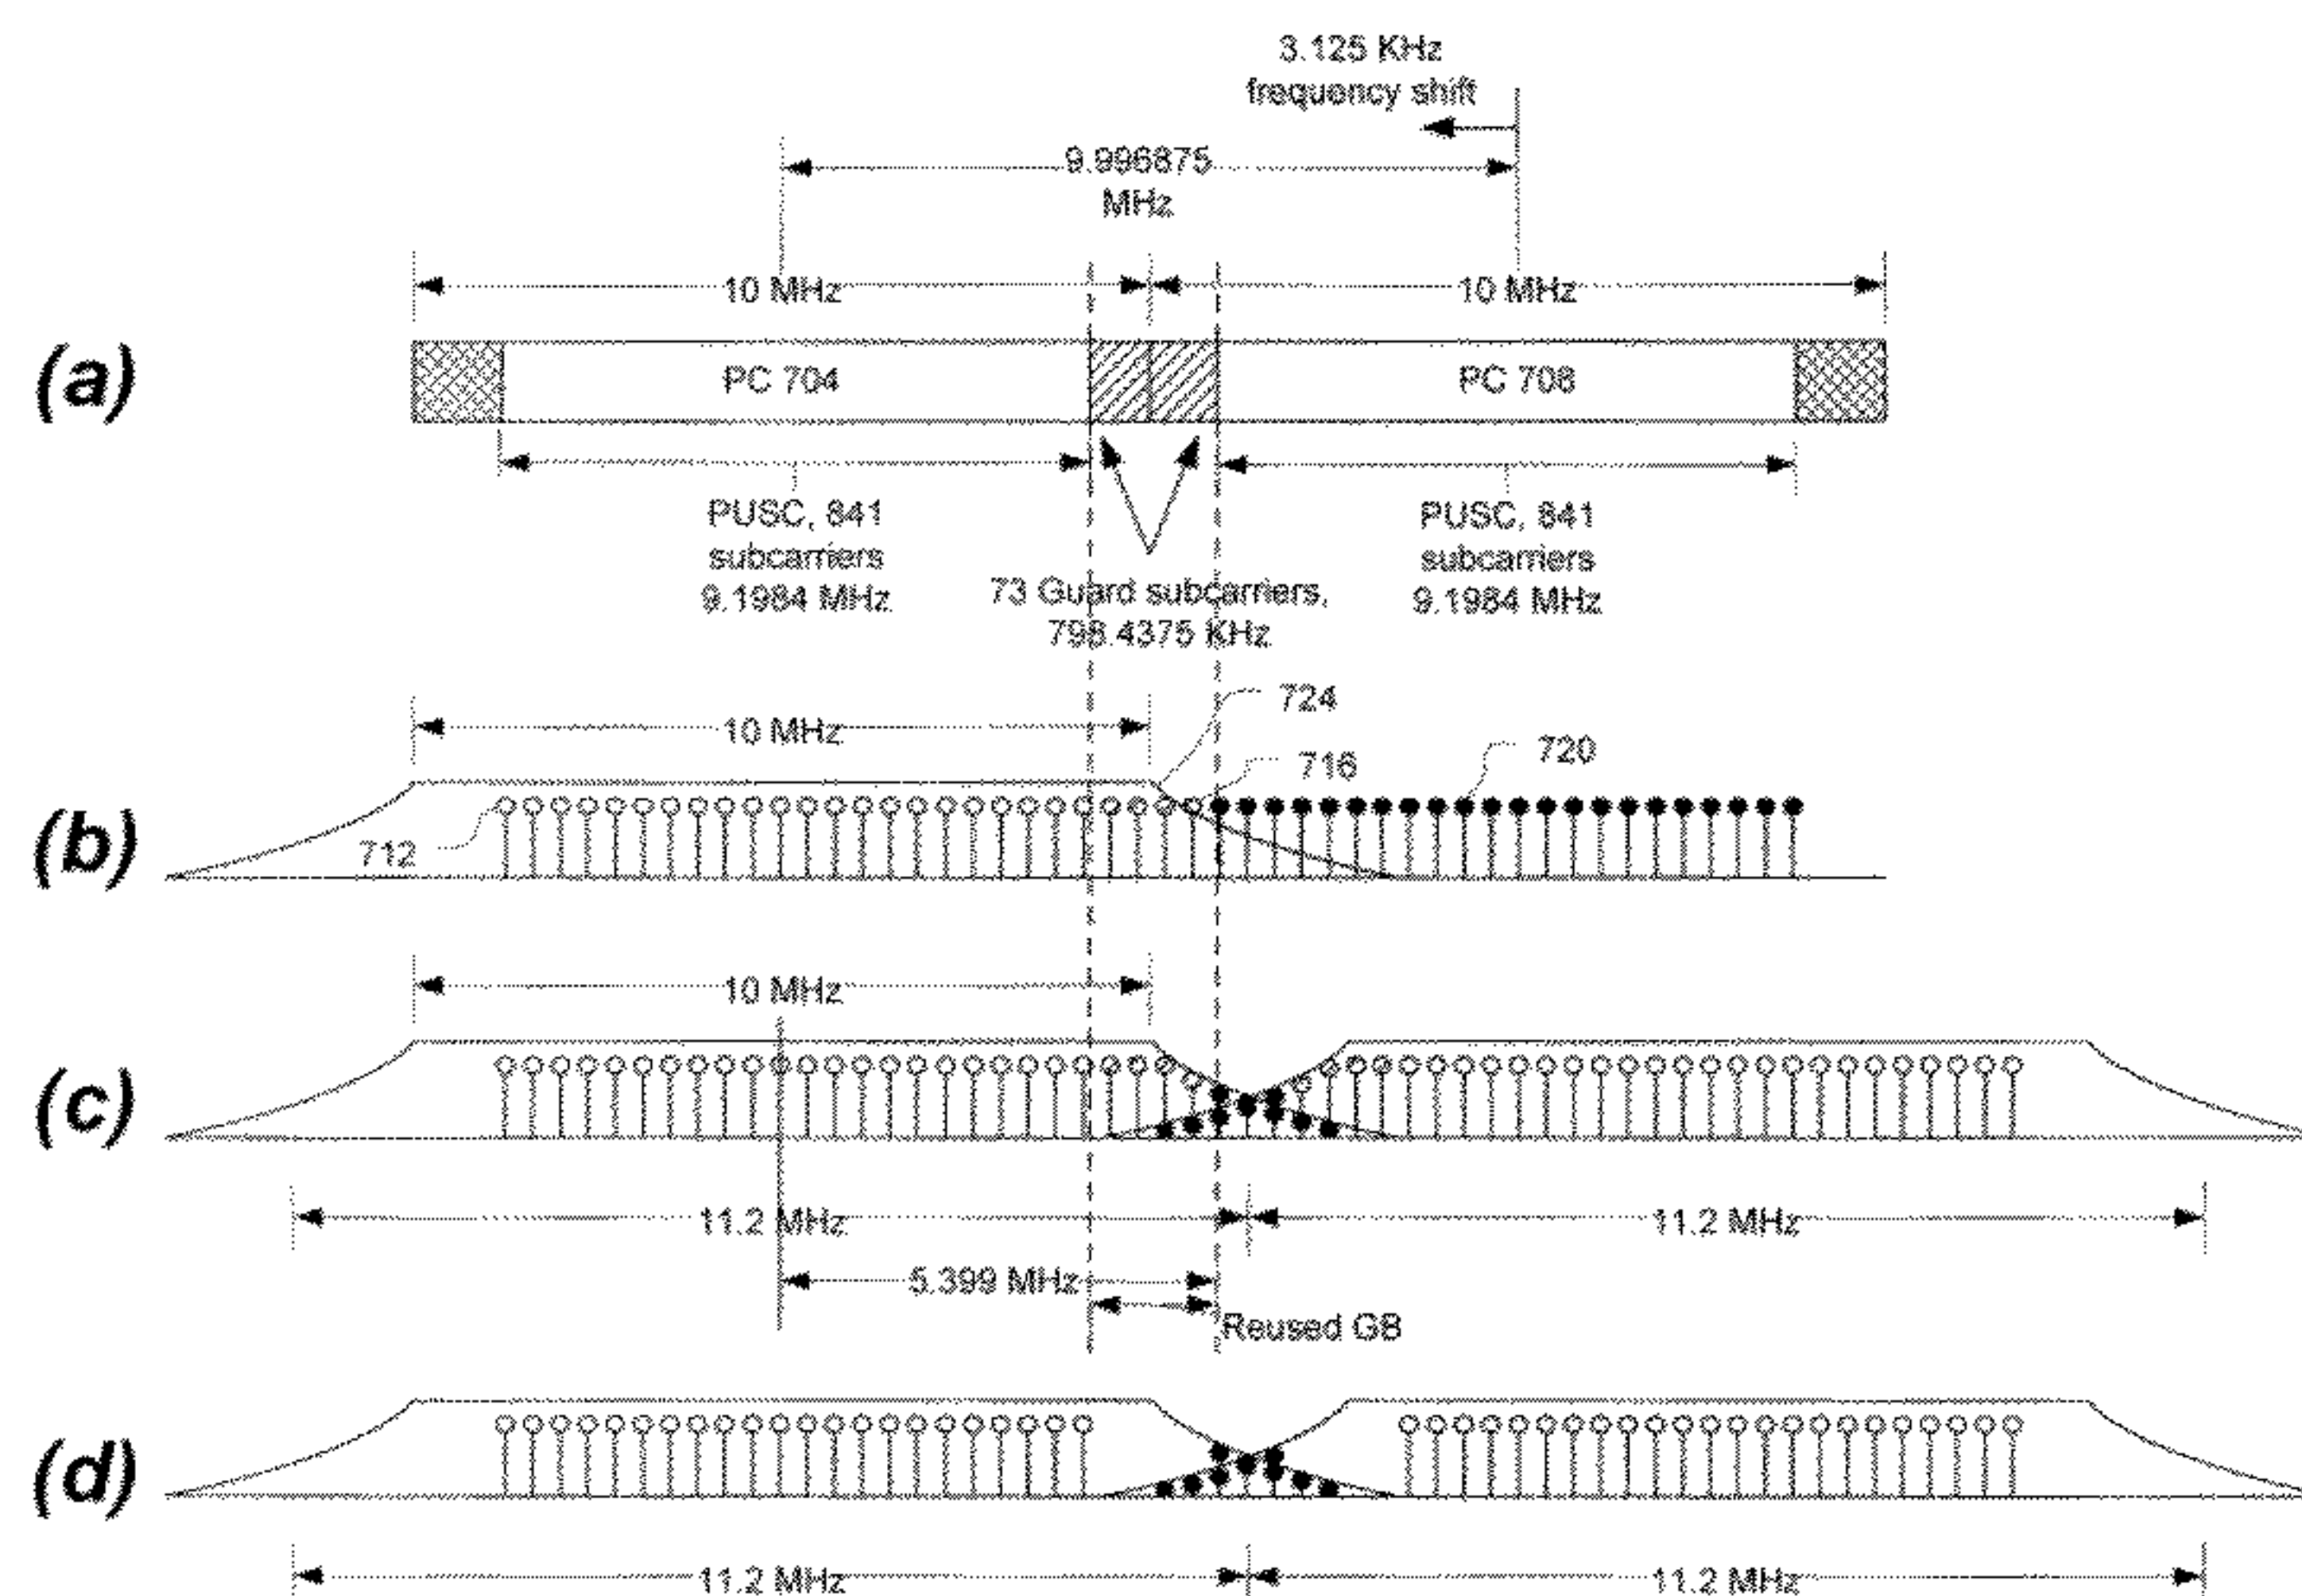 3.125 KHz
frequency shift
9.996875
MHz
10 MHz
10 MHz
(a)
PC 704
PC 708
PUSC, 841
subcarriers
9.1984 MHz
73 Guard subcarriers,
798.4375 KHz
PUSC, 841
subcarriers
9.1984 MHz
724
10 MHz
716
720
(b)
712
10 MHz
(c)
11.2 MHz
11.2 MHz
5.399 MHz
Reused GB
(d)
11.2 MHz
11.2 MHz